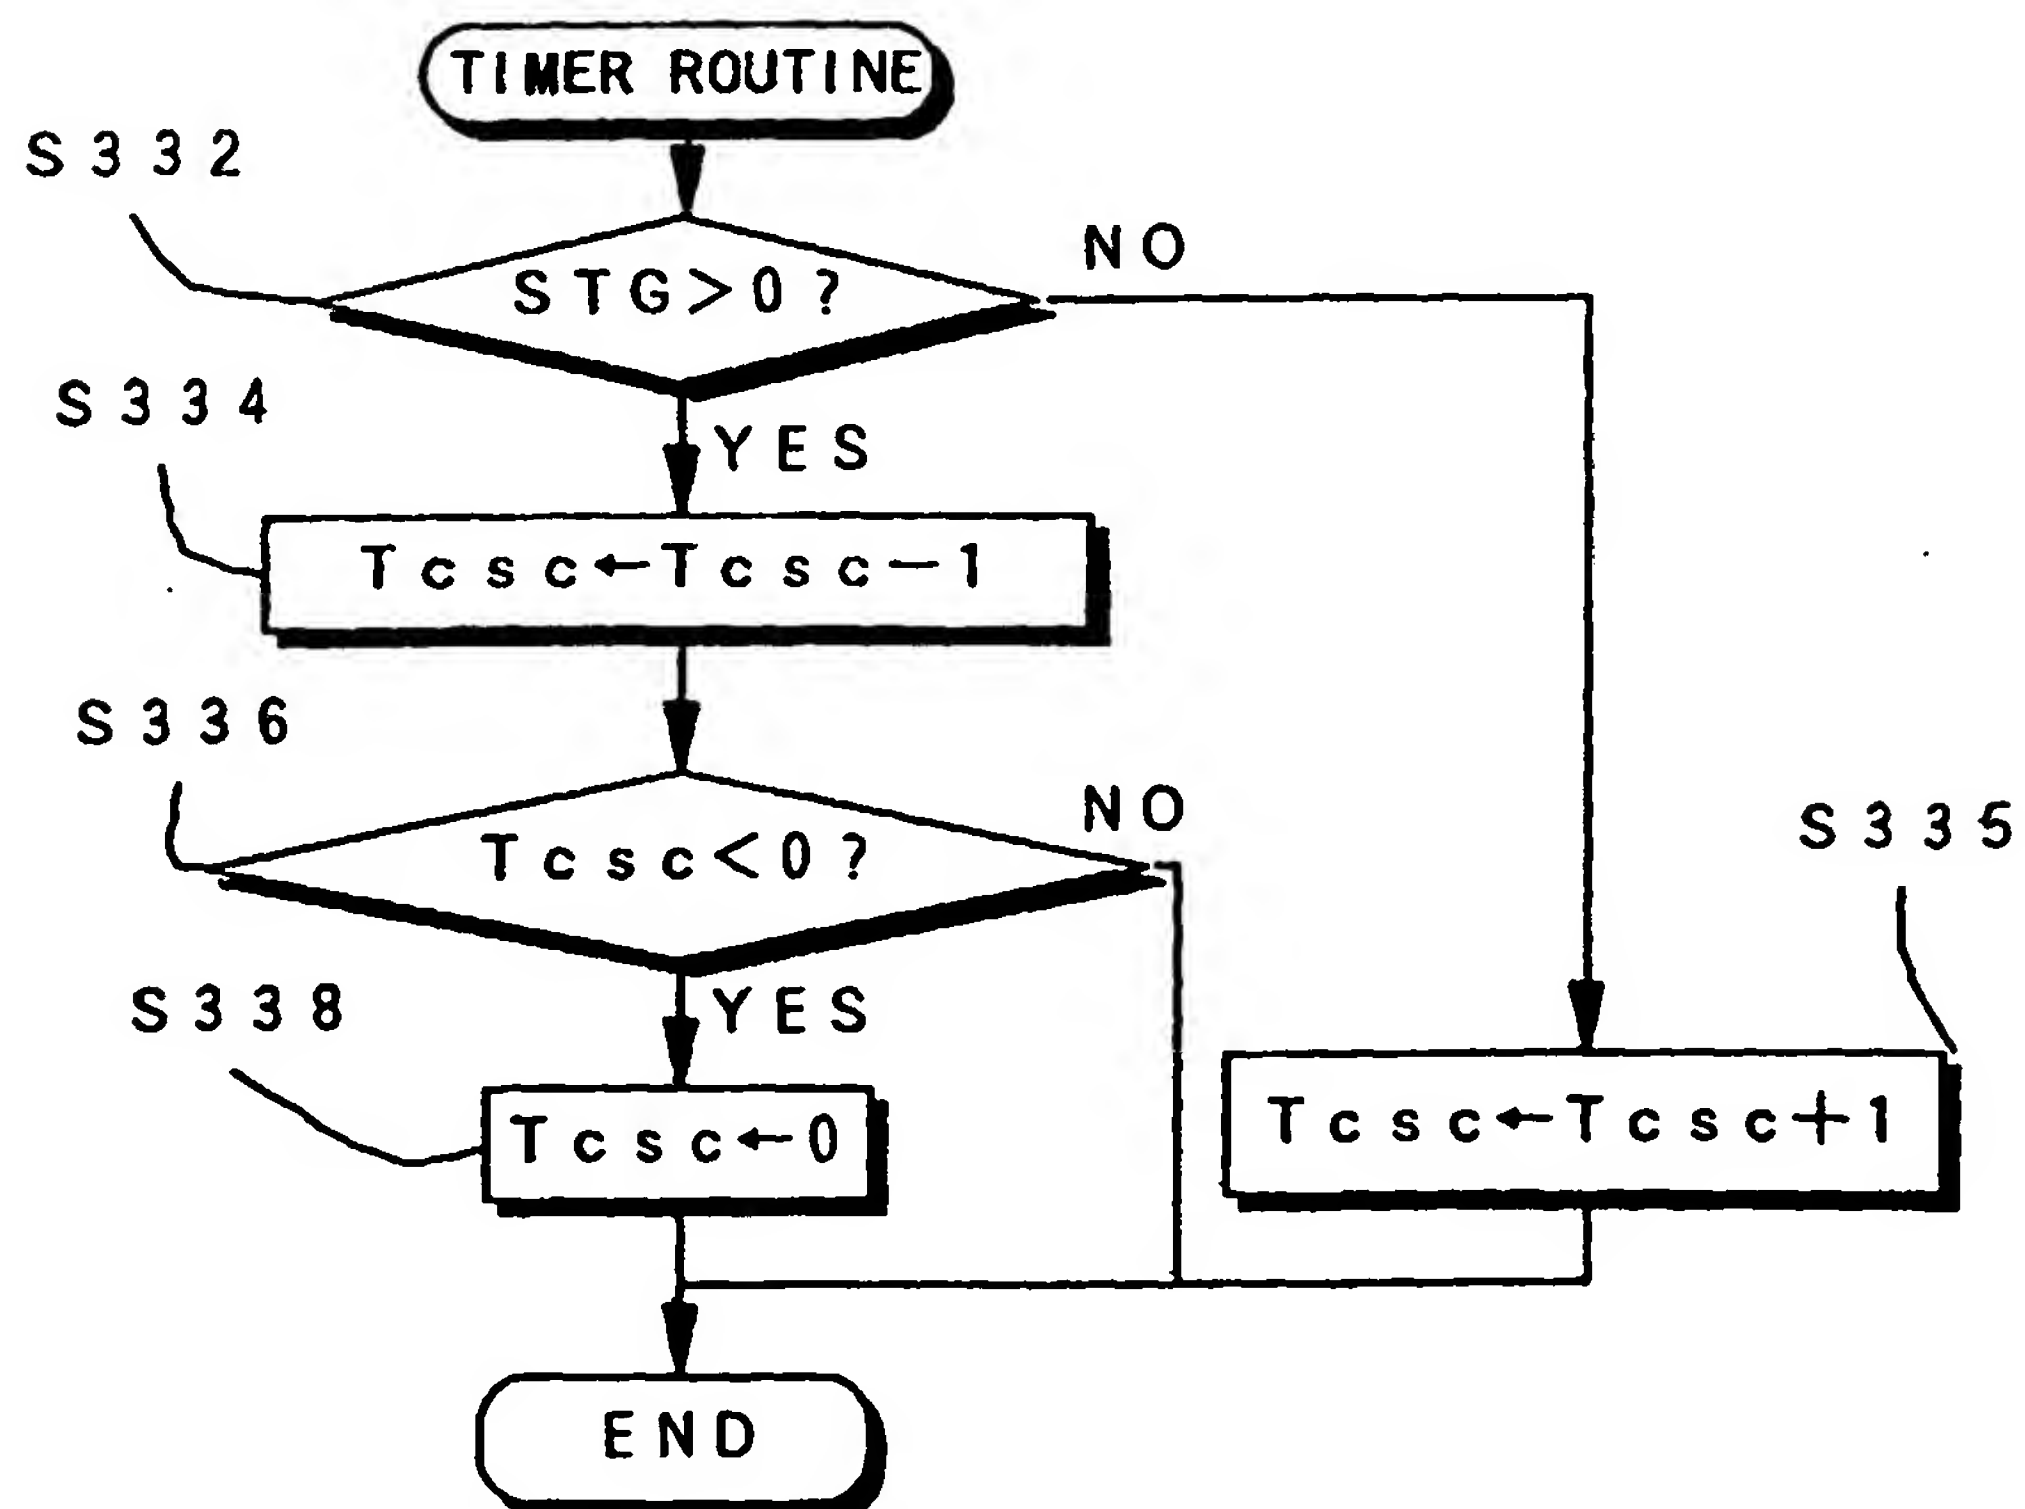 TIMER ROUTINE
S332
NO
STG>0?
S334
YES
Tcsc←Tcsc−1
S336
NO
Tcsc<0?
S335
S338
YES
Tcsc←0
Tcsc←Tcsc+1
END